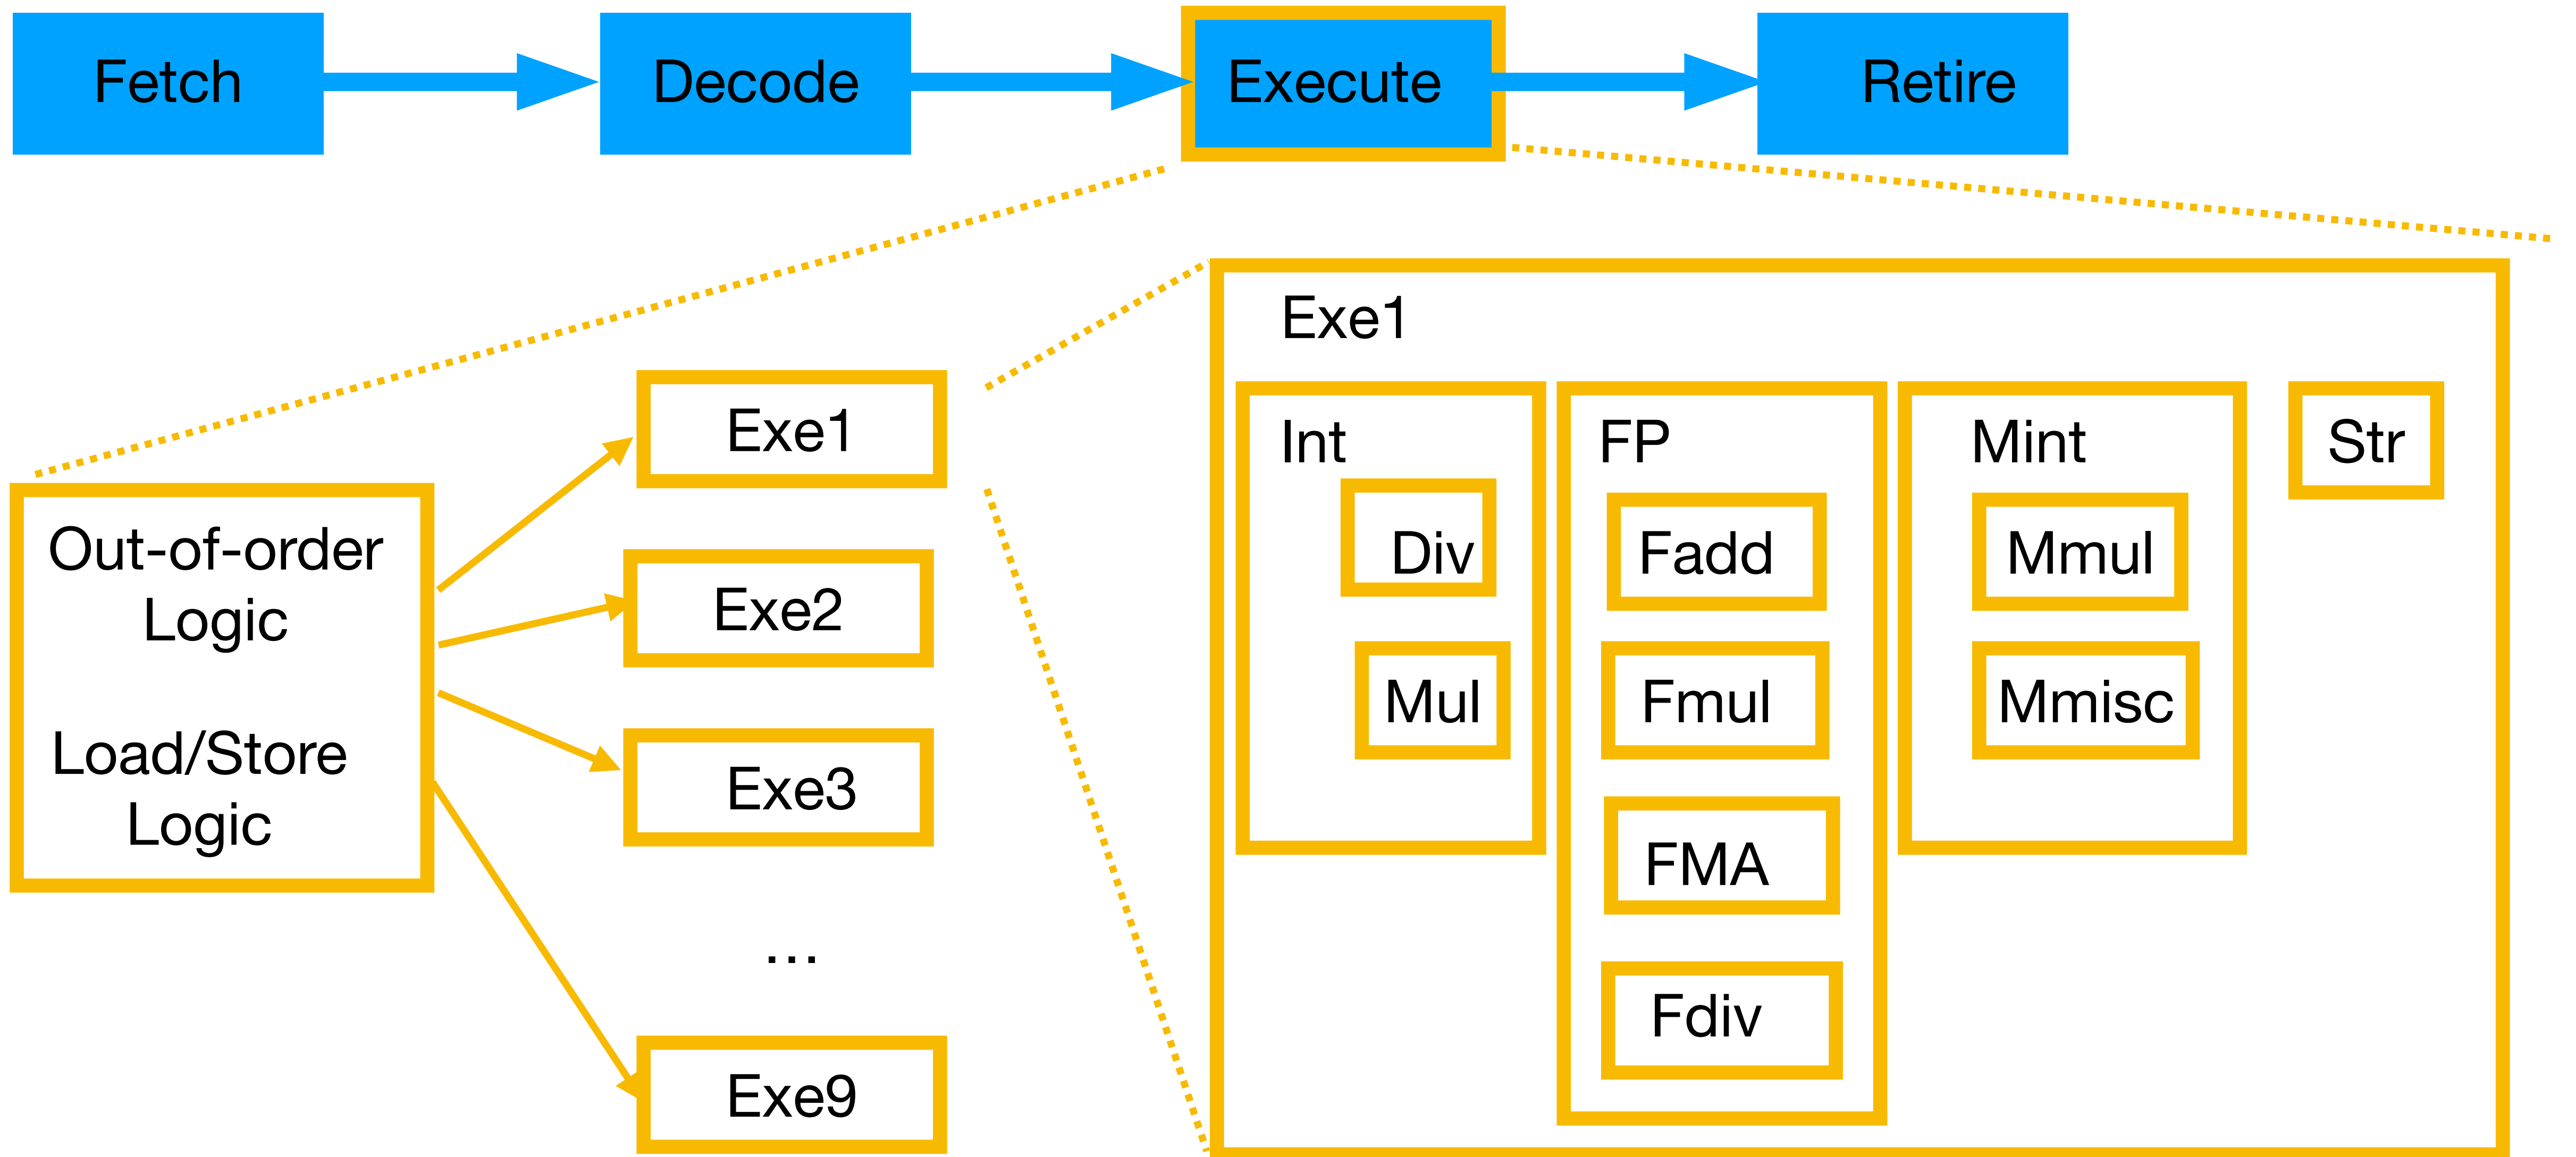 Fetch
Decode
Execute
Retire
Out-of-order
Logic
Load/Store
Logic
Exe1
Exe2
Exe3
...
Exe9
Exe1
Int
Div
Mul
FP
Fadd
Fmul
FMA
Fdiv
Mint
Mmul
Mmisc
Str